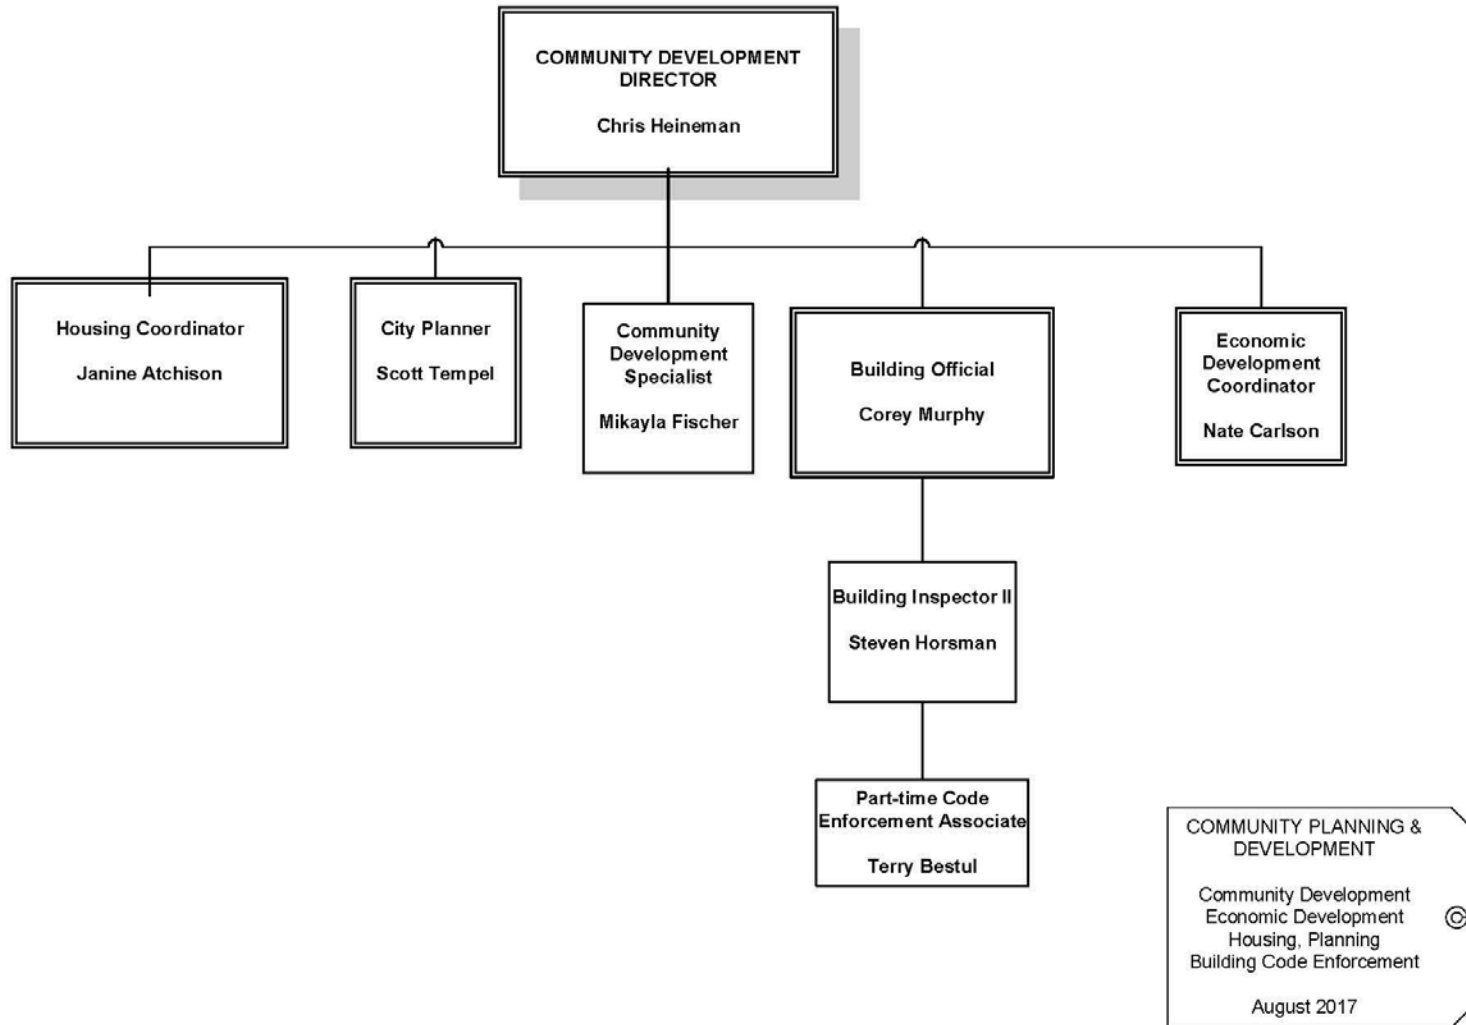 COMMUNITY DEVELOPMENT
DIRECTOR
Chris Heineman
Housing Coordinator
Janine Atchison
City Planner
Scott Tempel
Community
Development
Specialist
Mikayla Fischer
Building Official
Corey Murphy
Economic
Development
Coordinator
Nate Carlson
Building Inspector II
Steven Horsman
Part-time Code
Enforcement Associate
Terry Bestul
COMMUNITY PLANNING &
DEVELOPMENT
Community Development
Economic Development
Housing, Planning
Building Code Enforcement
August 2017